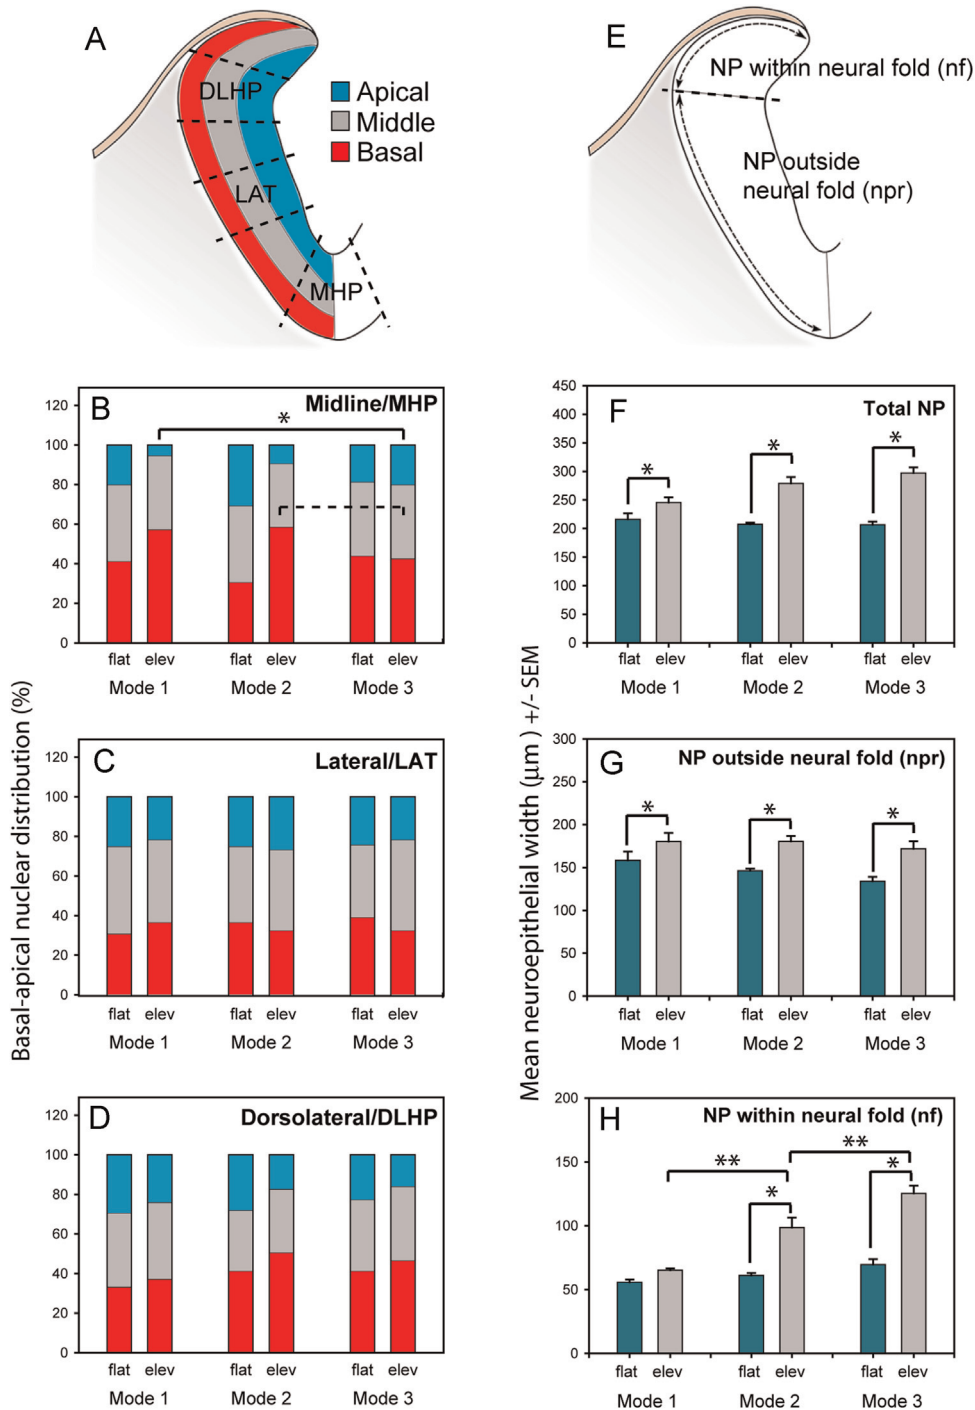 A
DLHP
LAT
MHP
Apical
Middle
Basal
E
NP within neural fold (nf)
NP outside
neural fold (npr)
Basal-apical nuclear distribution (%)
B
Midline/MHP
*
120
100
80
60
40
20
0
flat elev flat elev flat elev
Mode 1 Mode 2 Mode 3
C
Lateral/LAT
120
100
80
60
40
20
0
flat elev flat elev flat elev
Mode 1 Mode 2 Mode 3
D
Dorsolateral/DLHP
120
100
80
60
40
20
0
flat elev flat elev flat elev
Mode 1 Mode 2 Mode 3
Mean neuroepithelial width (μm ) +/- SEM
F
Total NP
* * *
450
400
350
300
250
200
150
100
50
0
flat elev flat elev flat elev
Mode 1 Mode 2 Mode 3
G
NP outside neural fold (npr)
* * *
300
250
200
150
100
50
0
flat elev flat elev flat elev
Mode 1 Mode 2 Mode 3
H
NP within neural fold (nf)
** **
* *
200
150
100
50
0
flat elev flat elev flat elev
Mode 1 Mode 2 Mode 3